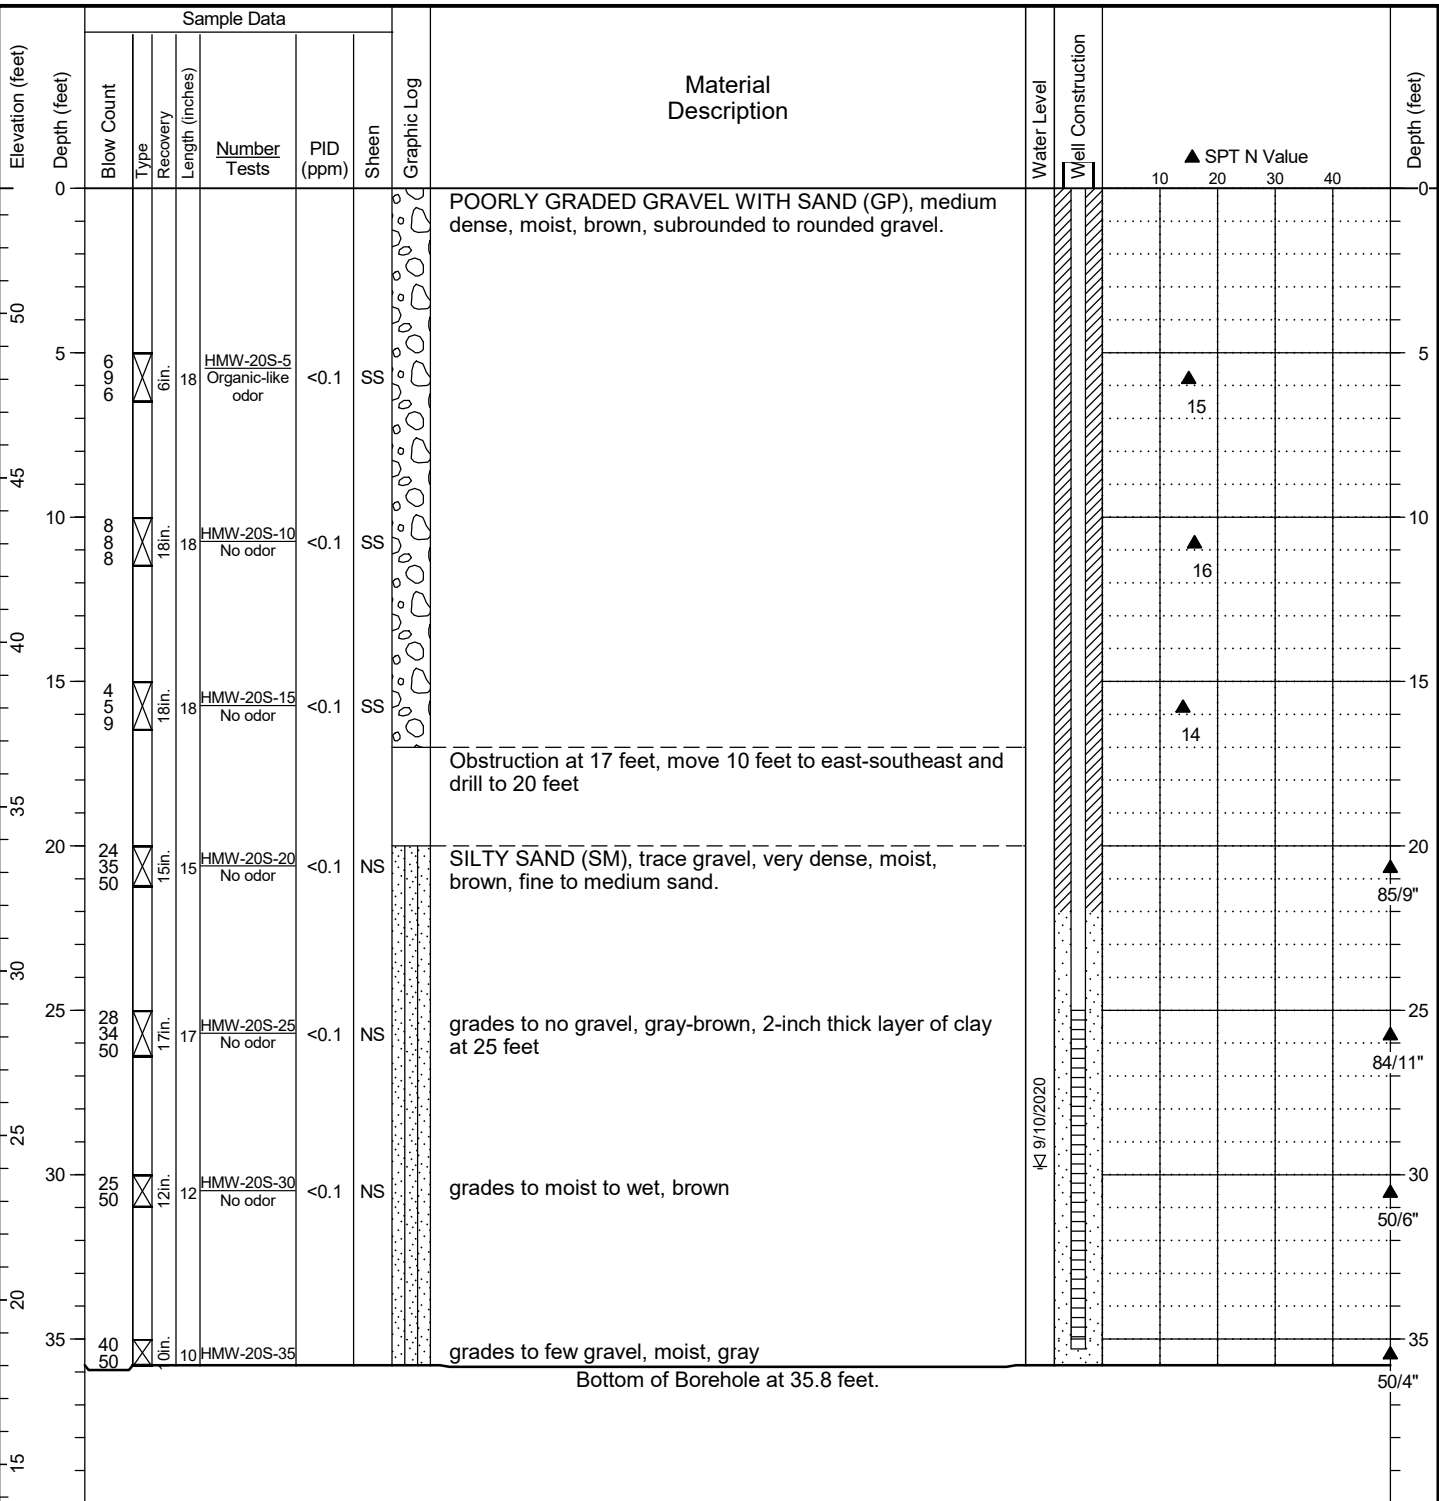 Sample Data
Elevation (feet)
Depth (feet)
Blow Count
Type
Recovery
Length (inches)
Number
Tests
PID
(ppm)
Sheen
Graphic Log
Material
Description
Water Level
Well Construction
▲ SPT N Value
10 20 30 40
Depth (feet)
0 0
POORLY GRADED GRAVEL WITH SAND (GP), medium
dense, moist, brown, subrounded to rounded gravel.
50
5 5
6
9
6
6in.
18
HMW-20S-5
Organic-like
odor
<0.1
SS
15
45
10 10
8
8
8
18in.
18
HMW-20S-10
No odor
<0.1
SS
16
40
15 15
4
5
9
18in.
18
HMW-20S-15
No odor
<0.1
SS
14
Obstruction at 17 feet, move 10 feet to east-southeast and
drill to 20 feet
35
20 20
24
35
50
15in.
15
HMW-20S-20
No odor
<0.1
NS
SILTY SAND (SM), trace gravel, very dense, moist,
brown, fine to medium sand.
85/9"
30
25 25
28
34
50
17in.
17
HMW-20S-25
No odor
<0.1
NS
grades to no gravel, gray-brown, 2-inch thick layer of clay
at 25 feet
84/11"
9/10/2020
25
30 30
25
50
12in.
12
HMW-20S-30
No odor
<0.1
NS
grades to moist to wet, brown
50/6"
20
35 35
40
50
10in.
10
HMW-20S-35
grades to few gravel, moist, gray
Bottom of Borehole at 35.8 feet.
50/4"
15